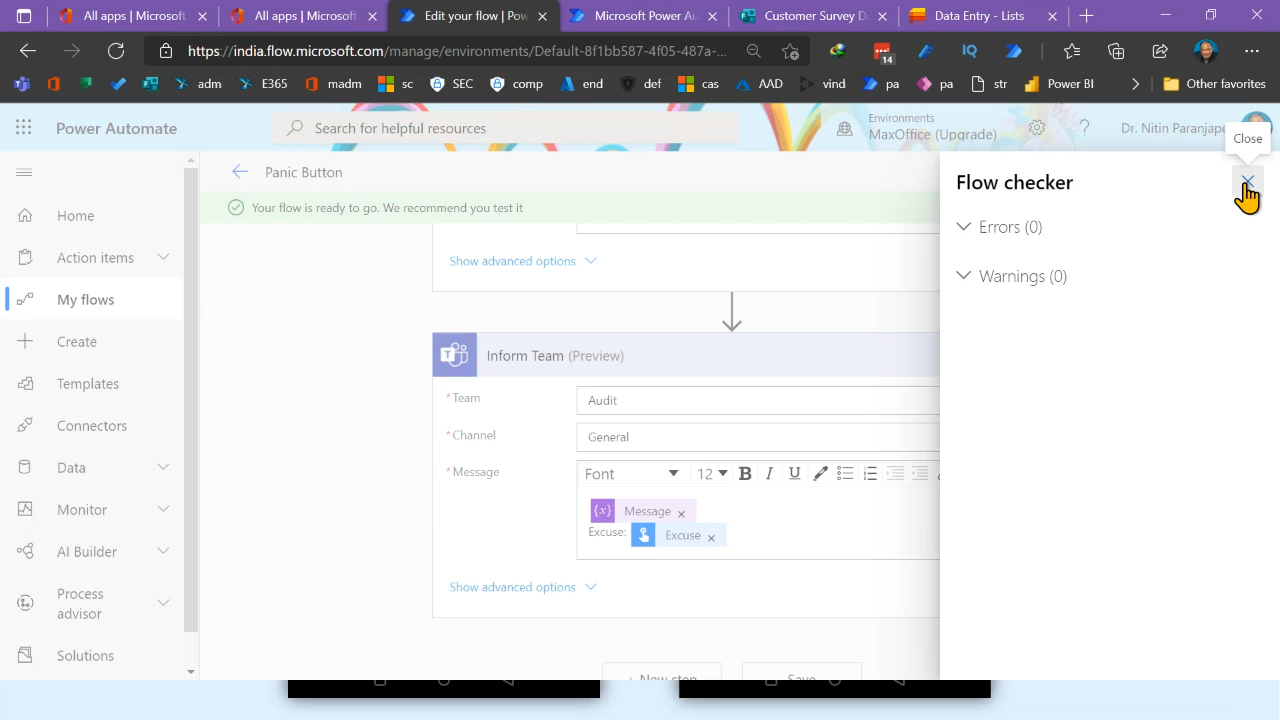 All apps | Microsoft
All apps | Microsoft
Edit your flow | Pow
Microsoft Power Au
Customer Survey D
Data Entry - Lists
https://india.flow.microsoft.com/manage/environments/Default-8f1bb587-4f05-487a-...
IQ
14
adm
E365
madm
sc
SEC
comp
end
def
cas
AAD
vind
pa
pa
str
Power BI
Other favorites
Power Automate
Search for helpful resources
Environments
MaxOffice (Upgrade)
Dr. Nitin Paranjape
Close
Home
Action items
My flows
Create
Templates
Connectors
Data
Monitor
AI Builder
Process
advisor
Solutions
Panic Button
Your flow is ready to go. We recommend you test it
Show advanced options
Inform Team (Preview)
* Team
Audit
* Channel
General
* Message
Font
12
B I U
{x} Message ×
Excuse: Excuse ×
Show advanced options
+ New step
Save
Flow checker
Errors (0)
Warnings (0)